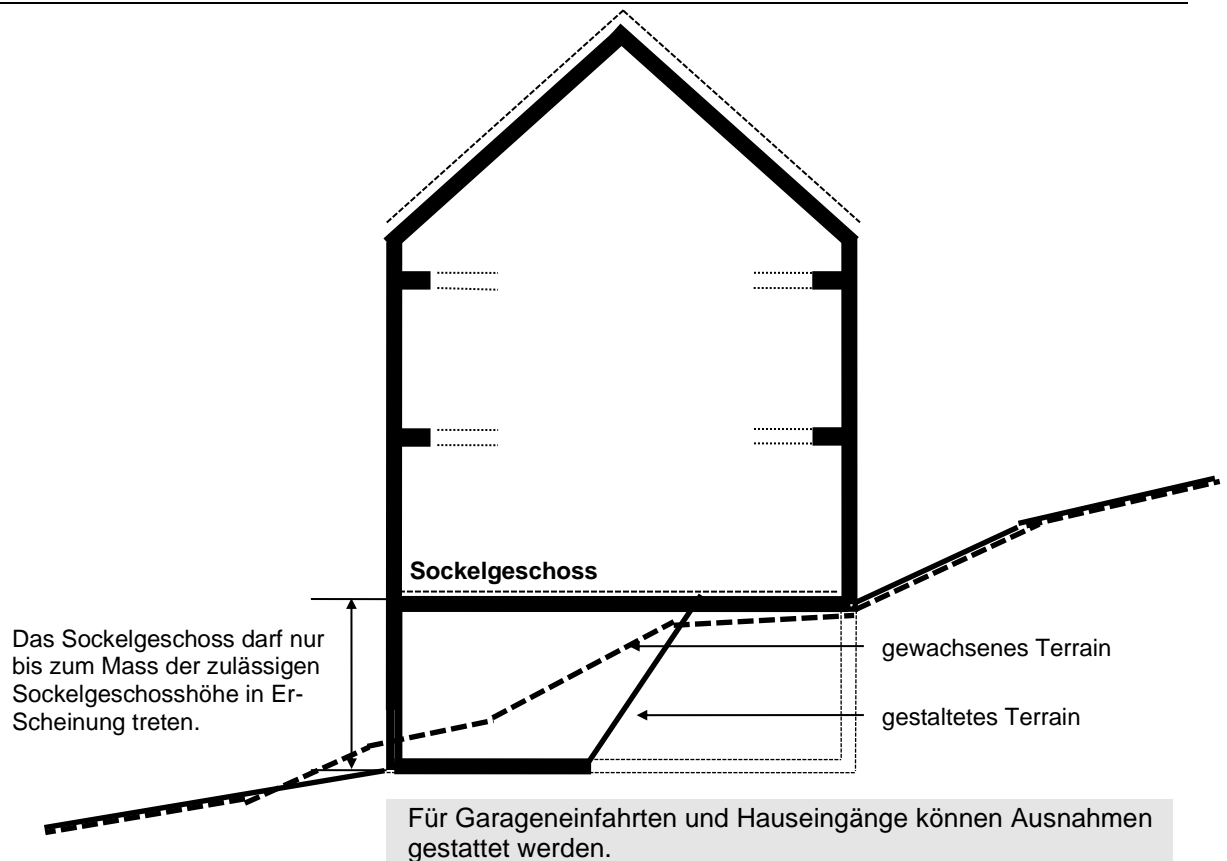 Sockelgeschoss
Das Sockelgeschoss darf nur
bis zum Mass der zulässigen
Sockelgeschosshöhe in Er-
Scheinung treten.
gewachsenes Terrain
gestaltetes Terrain
Für Garageneinfahrten und Hauseingänge können Ausnahmen
gestattet werden.